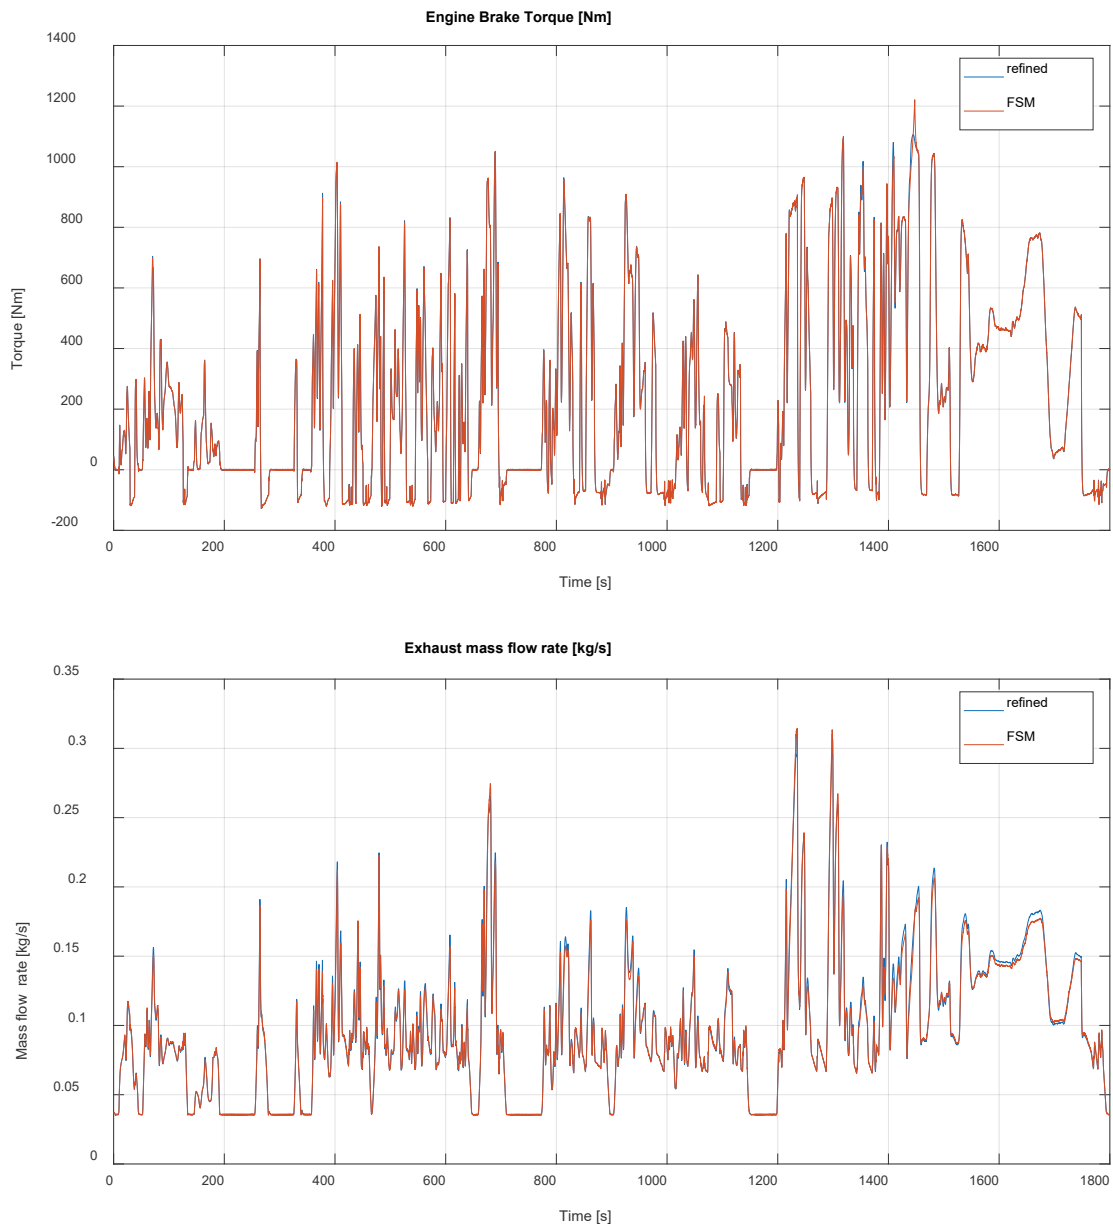 Engine Brake Torque [Nm]
1400
1200
1000
800
600
400
200
0
-200
Torque [Nm]
refined
FSM
0 200 400 600 800 1000 1200 1400 1600
Time [s]
Exhaust mass flow rate [kg/s]
0.35
0.3
0.25
0.2
0.15
0.1
0.05
0
Mass flow rate [kg/s]
refined
FSM
0 200 400 600 800 1000 1200 1400 1600 1800
Time [s]